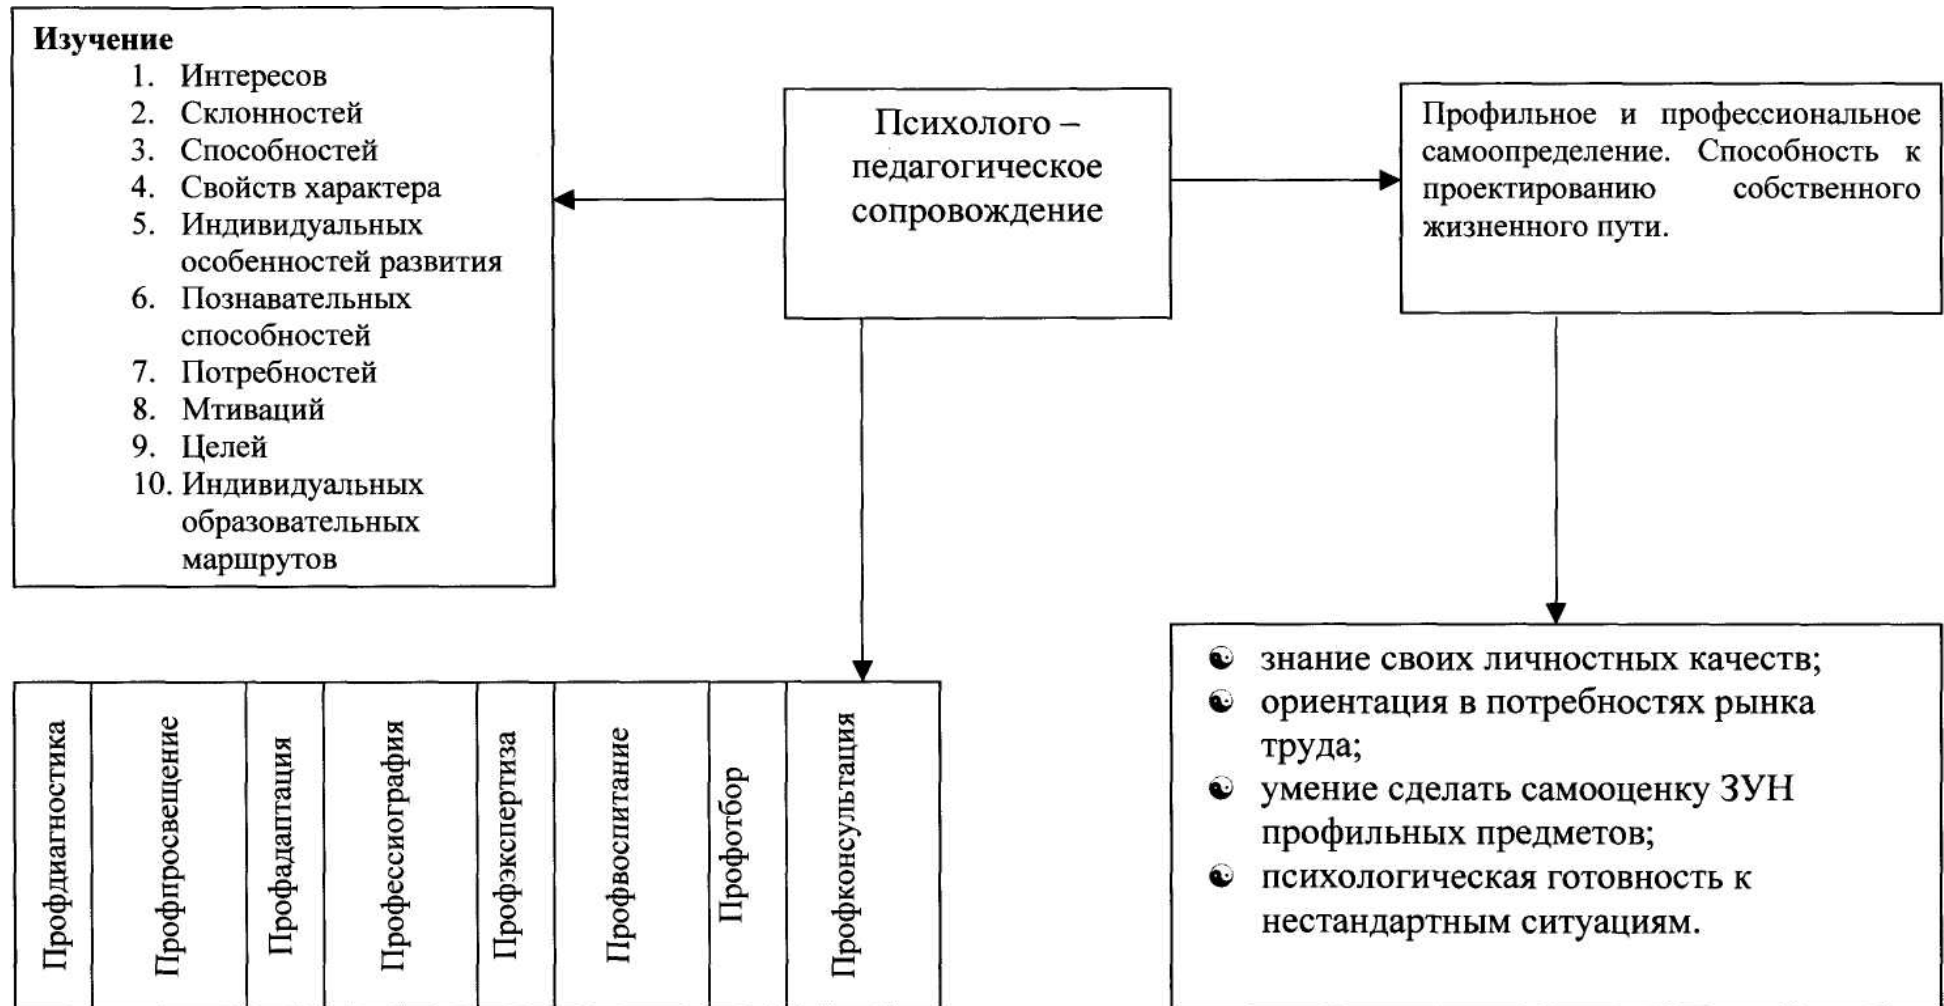 Изучение
1. Интересов
2. Склонностей
3. Способностей
4. Свойств характера
5. Индивидуальных
особенностей развития
6. Познавательных
способностей
7. Потребностей
8. Мтиваций
9. Целей
10. Индивидуальных
образовательных
маршрутов
Психолого –
педагогическое
сопровождение
Профильное и профессиональное
самоопределение. Способность к
проектированию собственного
жизненного пути.
Профдиагностика
Профпросвещение
Профадаптация
Профессиография
Профэкспертиза
Профвоспитание
Профотбор
Профконсультация
☯ знание своих личностных качеств;
☯ ориентация в потребностях рынка
труда;
☯ умение сделать самооценку ЗУН
профильных предметов;
☯ психологическая готовность к
нестандартным ситуациям.